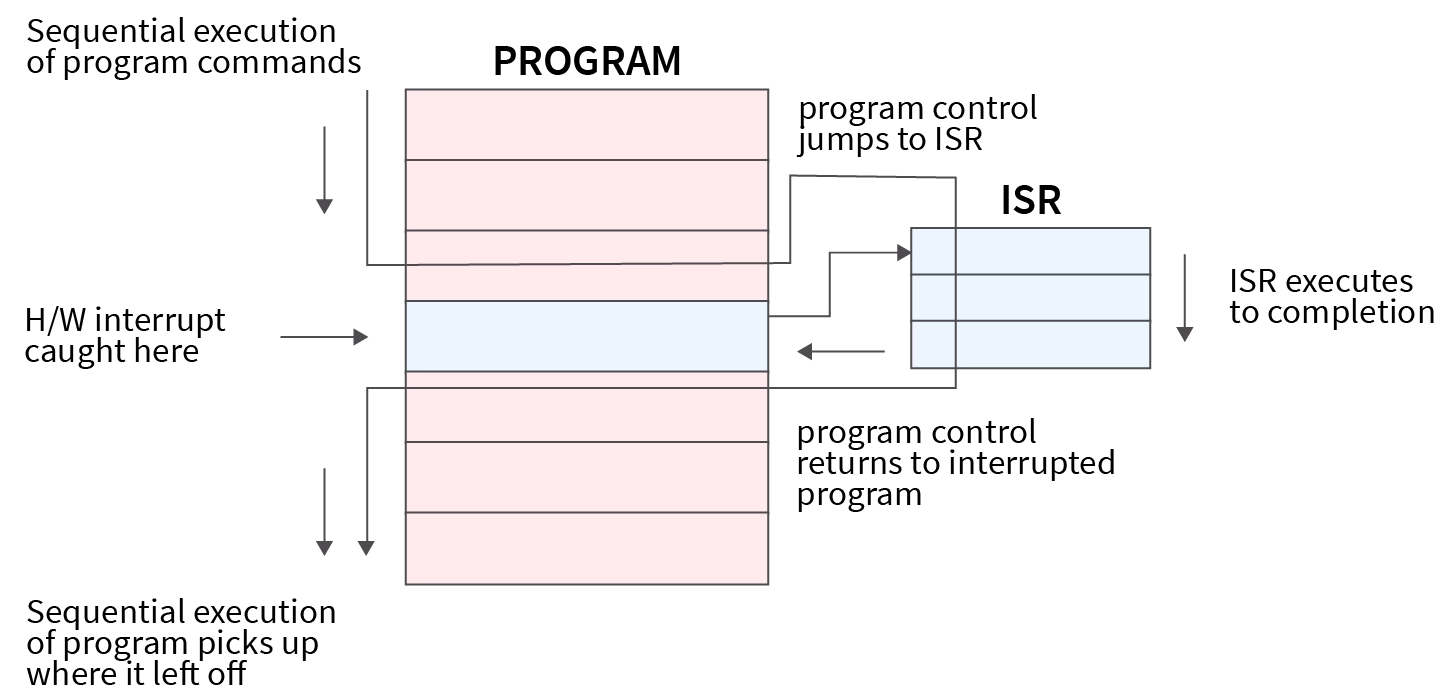 Sequential execution
of program commands
PROGRAM
program control
jumps to ISR
ISR
H/W interrupt
caught here
ISR executes
to completion
program control
returns to interrupted
program
Sequential execution
of program picks up
where it left off